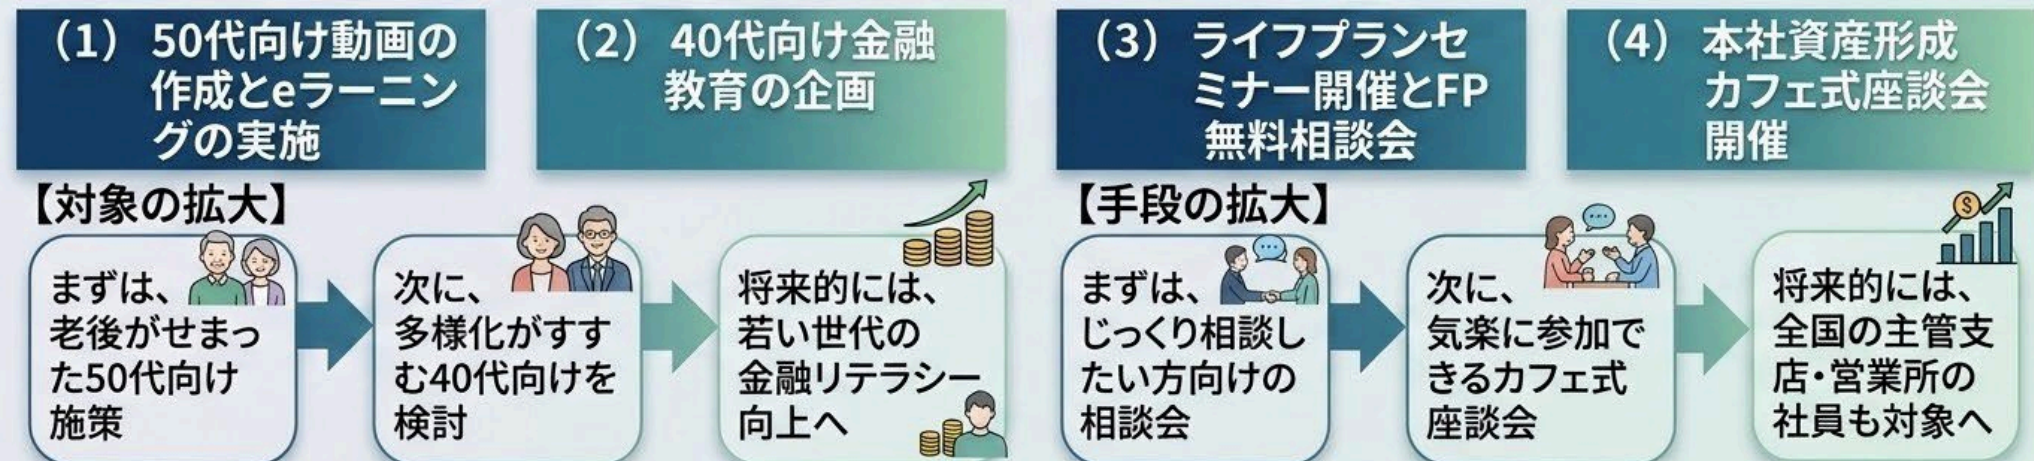 （1）50代向け動画の
作成とeラーニン
グの実施
（2）40代向け金融
教育の企画
（3）ライフプランセ
ミナー開催とFP
無料相談会
（4）本社資産形成
カフェ式座談会
開催
【対象の拡大】
まずは、
老後がせまっ
た50代向け
施策
次に、
多様化がすす
む40代向けを
検討
将来的には、
若い世代の
金融リテラシー
向上へ
【手段の拡大】
まずは、
じっくり相談し
たい方向けの
相談会
次に、
気楽に参加で
きるカフェ式
座談会
$
将来的には、
全国の主管支
店・営業所の
社員も対象へ